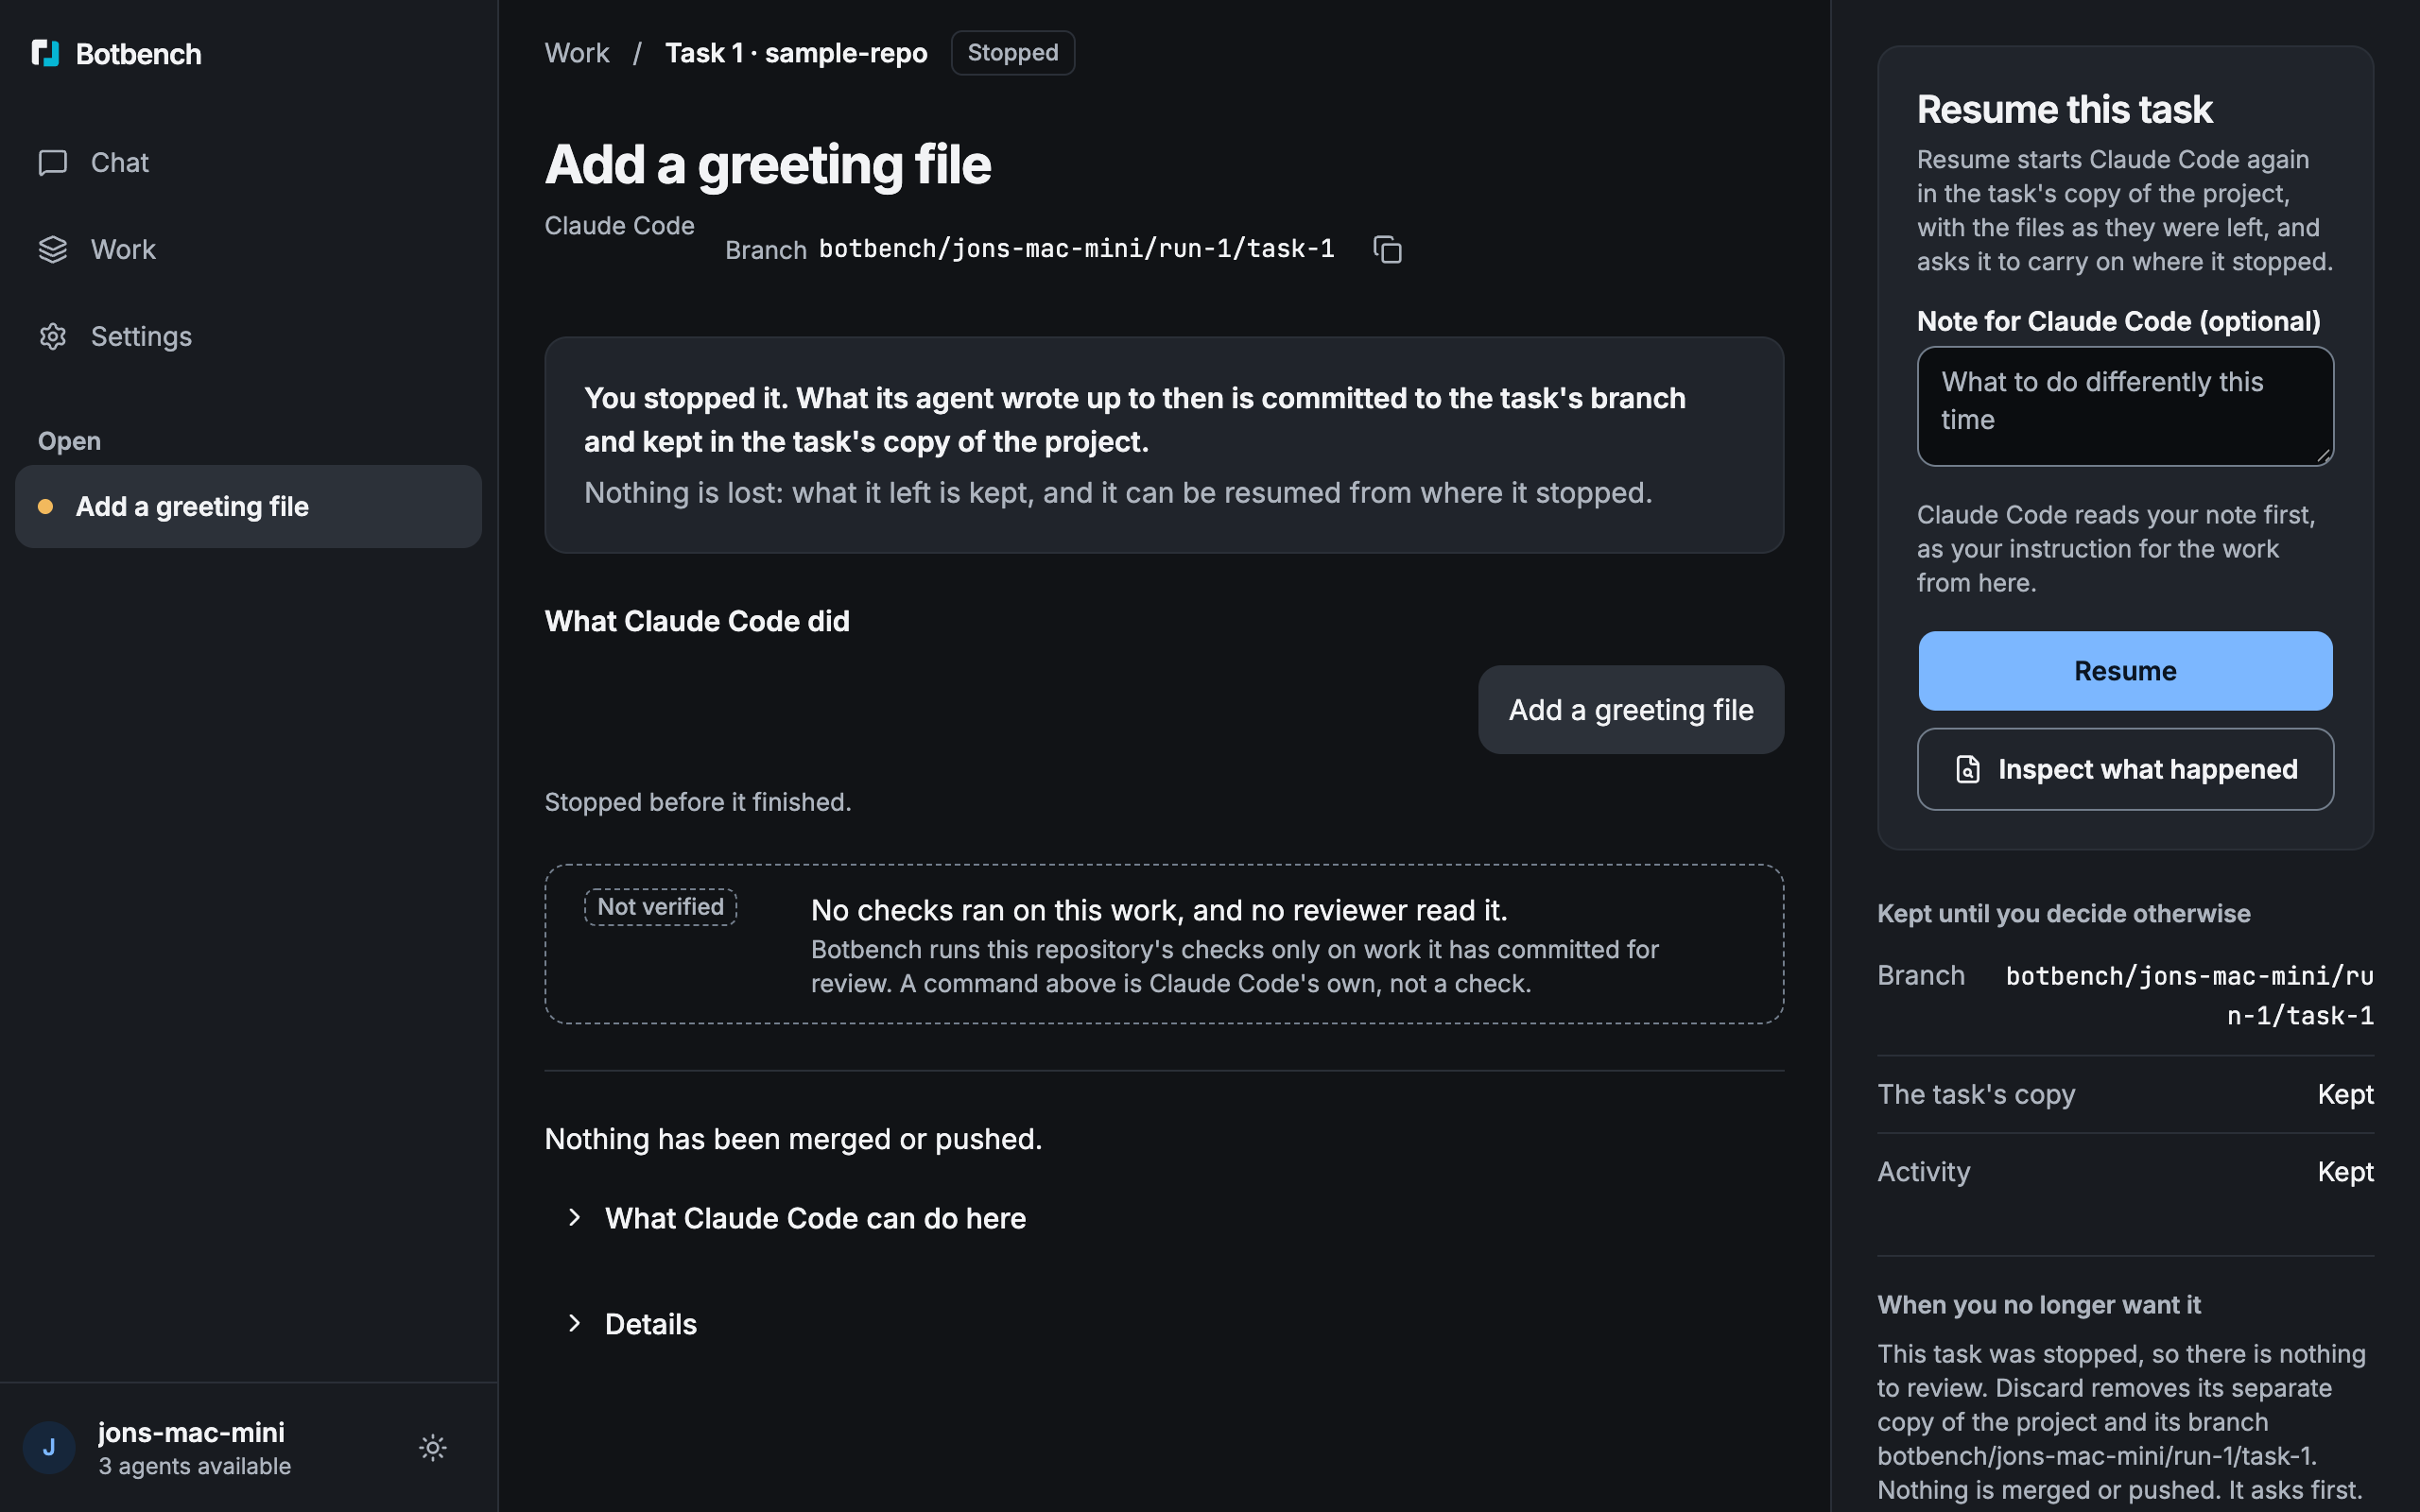 Botbench
Chat
Work
Settings
Open
Add a greeting file
J
jons-mac-mini
3 agents available
Work / Task 1 · sample-repo Stopped
Add a greeting file
Claude Code
Branch botbench/jons-mac-mini/run-1/task-1
You stopped it. What its agent wrote up to then is committed to the task's branch
and kept in the task's copy of the project.
Nothing is lost: what it left is kept, and it can be resumed from where it stopped.
What Claude Code did
Add a greeting file
Stopped before it finished.
Not verified
No checks ran on this work, and no reviewer read it.
Botbench runs this repository's checks only on work it has committed for
review. A command above is Claude Code's own, not a check.
Nothing has been merged or pushed.
What Claude Code can do here
Details
Resume this task
Resume starts Claude Code again
in the task's copy of the project,
with the files as they were left, and
asks it to carry on where it stopped.
Note for Claude Code (optional)
What to do differently this
time
Claude Code reads your note first,
as your instruction for the work
from here.
Resume
Inspect what happened
Kept until you decide otherwise
Branch botbench/jons-mac-mini/ru
n-1/task-1
The task's copy Kept
Activity Kept
When you no longer want it
This task was stopped, so there is nothing
to review. Discard removes its separate
copy of the project and its branch
botbench/jons-mac-mini/run-1/task-1.
Nothing is merged or pushed. It asks first.